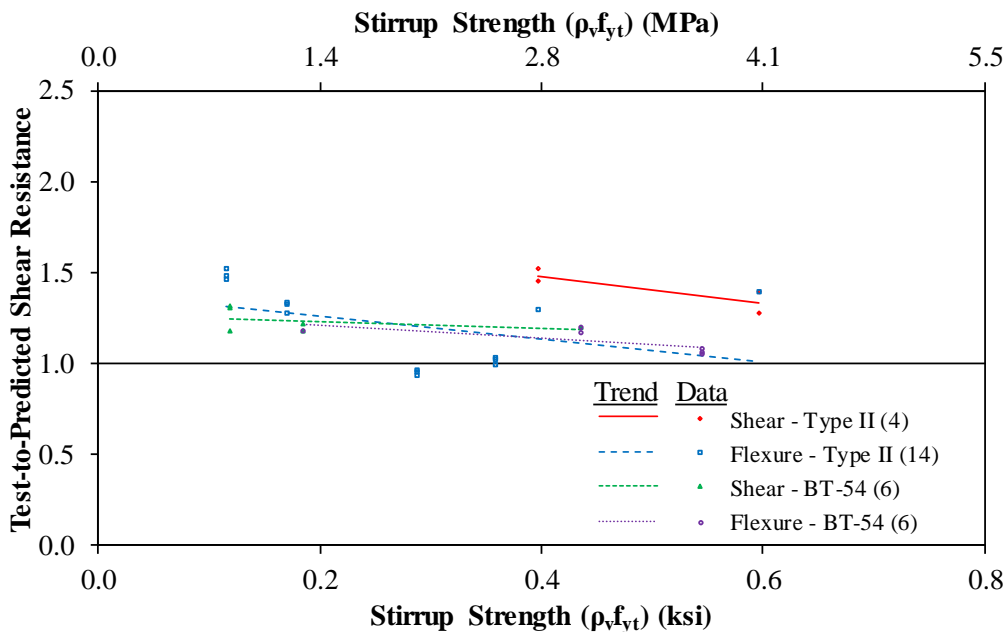 Stirrup Strength (ρvfyt) (MPa)
0.0 1.4 2.8 4.1 5.5
Test-to-Predicted Shear Resistance
2.5
2.0
1.5
1.0
0.5
0.0
Trend Data
Shear - Type II (4)
Flexure - Type II (14)
Shear - BT-54 (6)
Flexure - BT-54 (6)
0.0 0.2 0.4 0.6 0.8
Stirrup Strength (ρvfyt) (ksi)